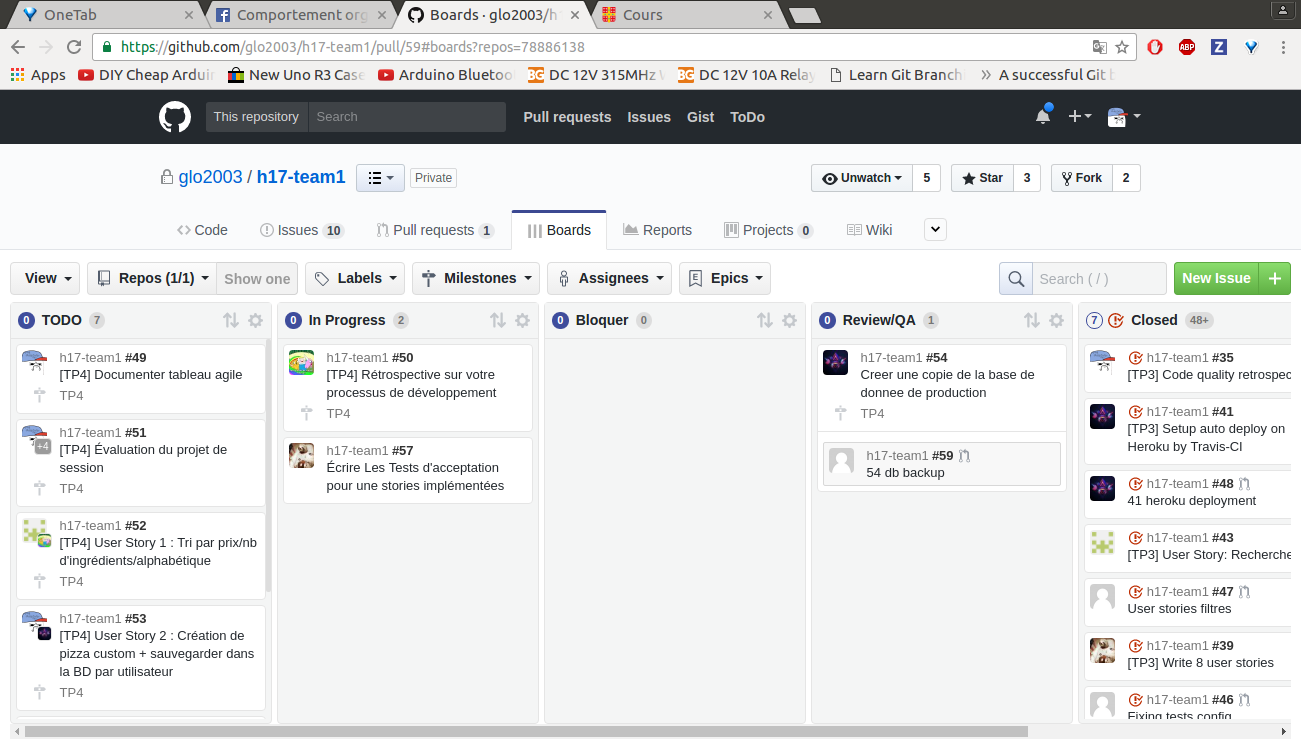 OneTab
Comportement org
Boards · glo2003/h
Cours
https://github.com/glo2003/h17-team1/pull/59#boards?repos=78886138
Apps
DIY Cheap Ardui
New Uno R3 Case
Arduino Bluetoo
DC 12V 315MHz
DC 12V 10A Relay
Learn Git Branch
A successful Git
This repository
Search
Pull requests
Issues
Gist
ToDo
glo2003 / h17-team1
Private
Unwatch 5
Star 3
Fork 2
Code
Issues 10
Pull requests 1
Boards
Reports
Projects 0
Wiki
View
Repos (1/1)
Show one
Labels
Milestones
Assignees
Epics
Search ( / )
New Issue +
0 TODO 7
h17-team1 #49
[TP4] Documenter tableau agile
TP4
+4
h17-team1 #51
[TP4] Évaluation du projet de
session
TP4
h17-team1 #52
[TP4] User Story 1 : Tri par prix/nb
d'ingrédients/alphabétique
TP4
h17-team1 #53
[TP4] User Story 2 : Création de
pizza custom + sauvegarder dans
la BD par utilisateur
TP4
0 In Progress 2
h17-team1 #50
[TP4] Rétrospective sur votre
processus de développement
TP4
h17-team1 #57
Écrire Les Tests d'acceptation
pour une stories implémentées
0 Bloquer 0
0 Review/QA 1
h17-team1 #54
Creer une copie de la base de
donnee de production
TP4
h17-team1 #59
54 db backup
7 Closed 48+
h17-team1 #35
[TP3] Code quality retrospec
h17-team1 #41
[TP3] Setup auto deploy on
Heroku by Travis-CI
h17-team1 #48
41 heroku deployment
h17-team1 #43
[TP3] User Story: Recherche
h17-team1 #47
User stories filtres
h17-team1 #39
[TP3] Write 8 user stories
h17-team1 #46
Fixing tests config